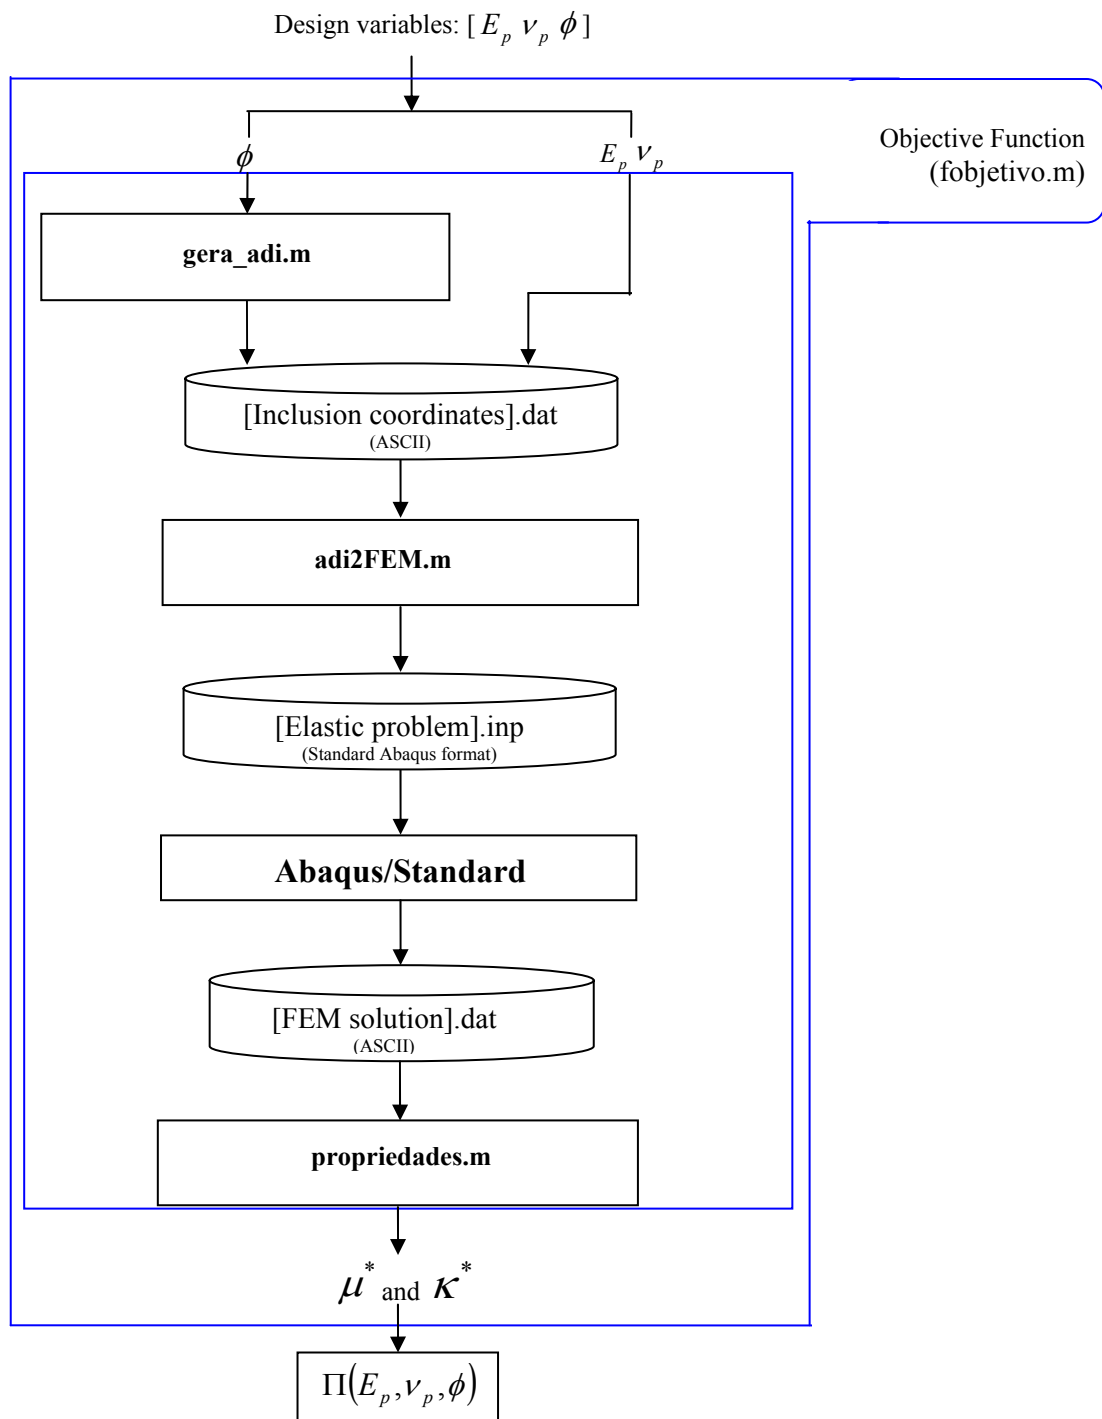 Design variables: [ E_p ν_p ϕ ]
Objective Function
(fobjetivo.m)
ϕ
E_p ν_p
gera_adi.m
[Inclusion coordinates].dat
(ASCII)
adi2FEM.m
[Elastic problem].inp
(Standard Abaqus format)
Abaqus/Standard
[FEM solution].dat
(ASCII)
propriedades.m
μ* and κ*
Π(E_p, ν_p, ϕ)